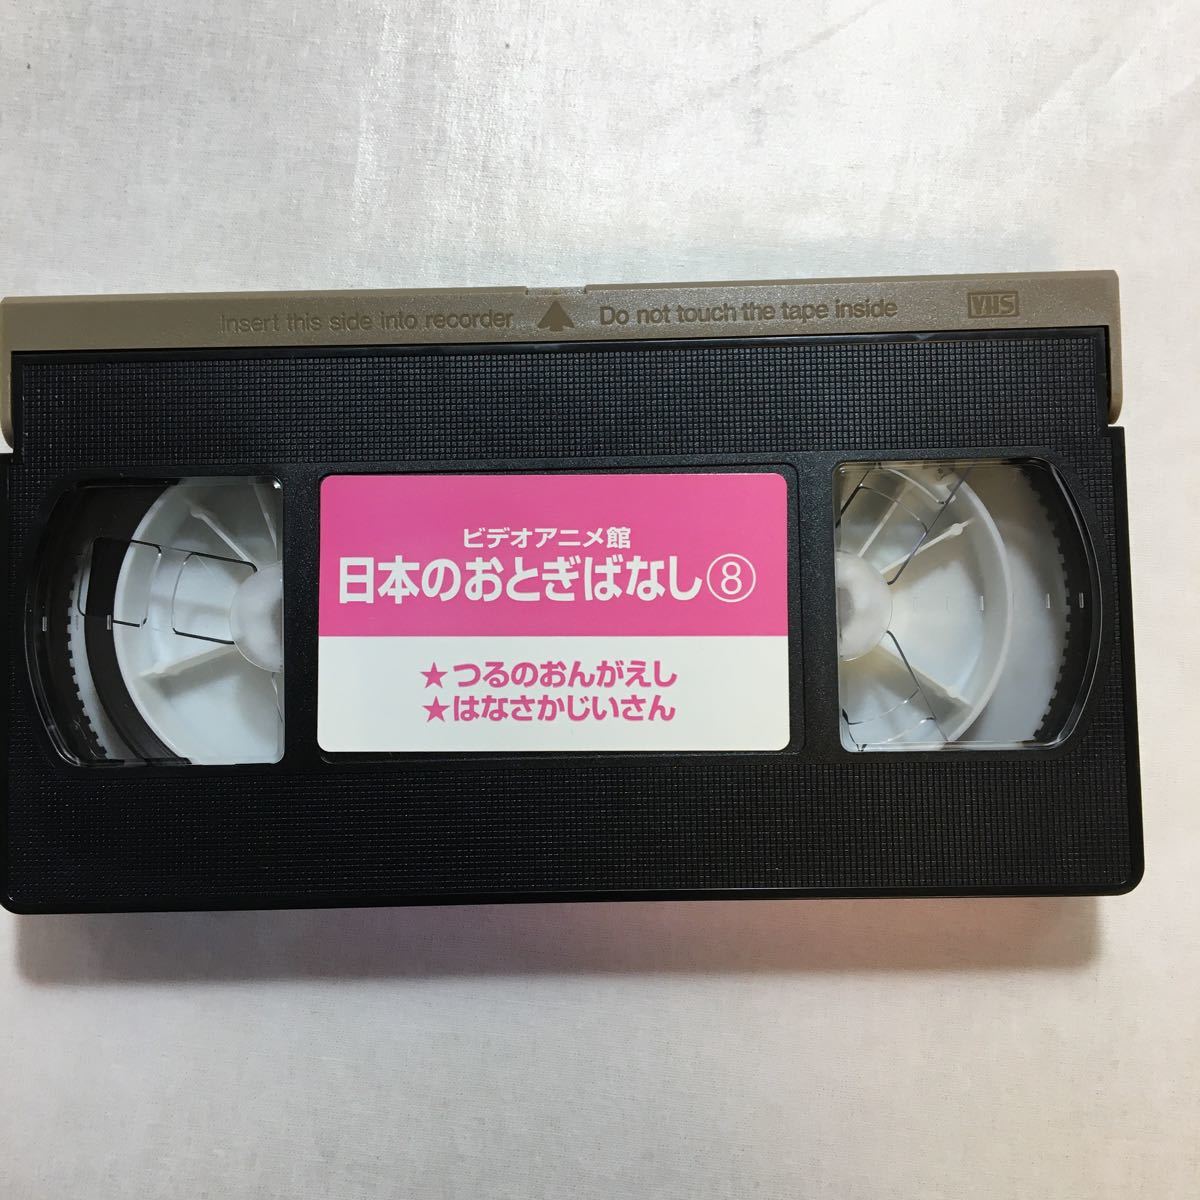 Insert this side into recorder Do not touch the tape inside VHS
ビデオアニメ館
日本のおとぎばなし⑧
★つるのおんがえし
★はなさかじいさん